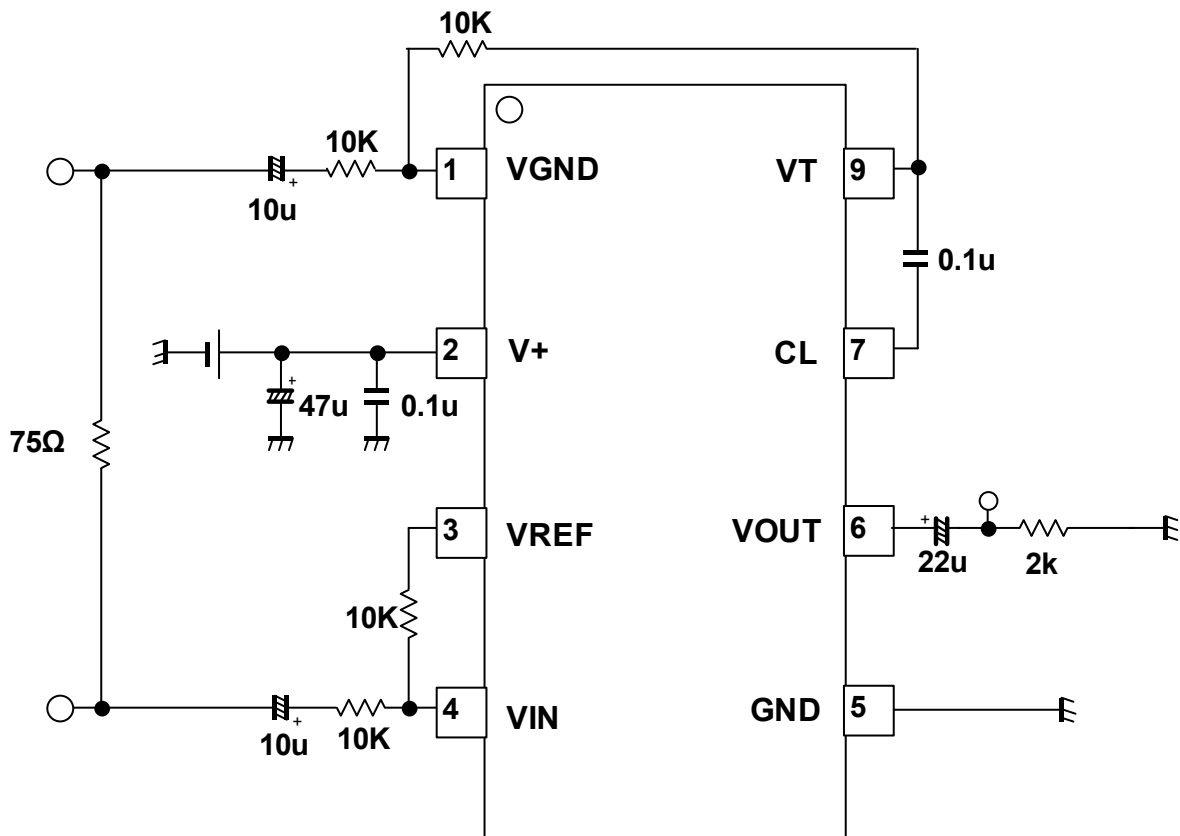 10K
10K
1
VGND
VT
9
10u
0.1u
2
V+
CL
7
47u
0.1u
75Ω
3
VREF
VOUT
6
22u
2k
10K
4
VIN
GND
5
10u
10K